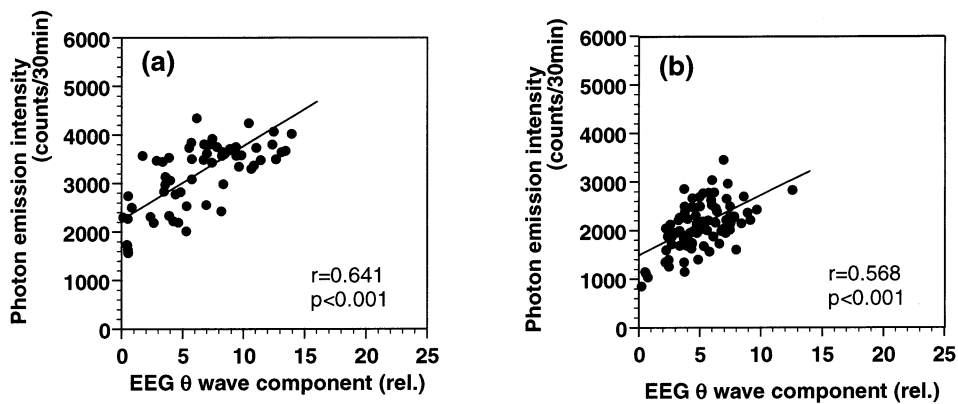 (a)
Photon emission intensity
(counts/30min)
6000
5000
4000
3000
2000
1000
0
r=0.641
p<0.001
0 5 10 15 20 25
EEG θ wave component (rel.)
(b)
Photon emission intensity
(counts/30min)
6000
5000
4000
3000
2000
1000
0
r=0.568
p<0.001
0 5 10 15 20 25
EEG θ wave component (rel.)